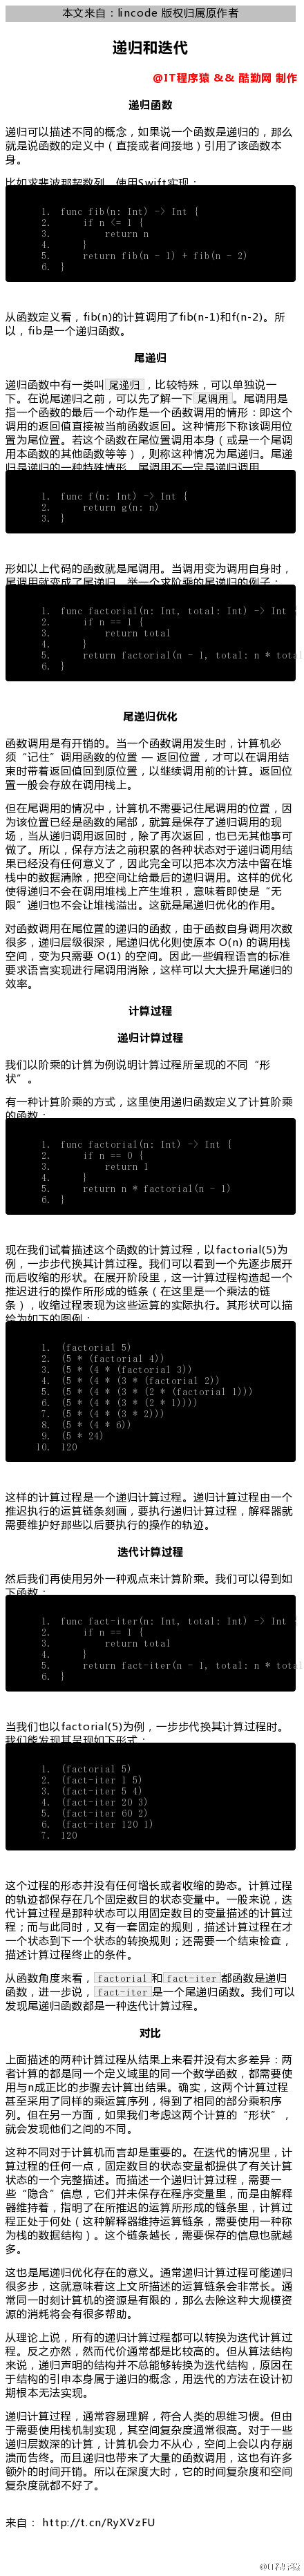 本文来自：lincode 版权归属原作者
递归和迭代
@IT程序猿 && 酷勤网 制作
递归函数
递归可以描述不同的概念，如果说一个函数是递归的，那么
就是说函数的定义中（直接或者间接地）引用了该函数本
身。
比如求斐波那契数列，使用Swift实现：
1. func fib(n: Int) -> Int {
2. if n <= 1 {
3. return n
4. }
5. return fib(n - 1) + fib(n - 2)
6. }
从函数定义看，fib(n)的计算调用了fib(n-1)和f(n-2)。所
以，fib是一个递归函数。
尾递归
递归函数中有一类叫 尾递归 ，比较特殊，可以单独说一
下。在说尾递归之前，可以先了解一下 尾调用 。尾调用是
指一个函数的最后一个动作是一个函数调用的情形：即这个
调用的返回值直接被当前函数返回。这种情形下称该调用位
置为尾位置。若这个函数在尾位置调用本身（或是一个尾调
用本函数的其他函数等等），则称这种情况为尾递归。尾递
归是递归的一种特殊情形。尾调用不一定是递归调用。
1. func f(n: Int) -> Int {
2. return g(n: n)
3. }
形如以上代码的函数就是尾调用。当调用变为调用自身时，
尾调用就变成了尾递归。举一个求阶乘的尾递归的例子：
1. func factorial(n: Int, total: Int) -> Int {
2. if n == 1 {
3. return total
4. }
5. return factorial(n - 1, total: n * total
6. }
尾递归优化
函数调用是有开销的。当一个函数调用发生时，计算机必
须“记住”调用函数的位置 — 返回位置，才可以在调用结
束时带着返回值回到原位置，以继续调用前的计算。返回位
置一般会存放在调用栈上。
但在尾调用的情况中，计算机不需要记住尾调用的位置，因
为该位置已经是函数的尾部，就算是保存了递归调用的现
场，当从递归调用返回时，除了再次返回，也已无其他事可
做了。所以，保存方法之前积累的各种状态对于递归调用结
果已经没有任何意义了，因此完全可以把本次方法中留在堆
栈中的数据清除，把空间让给最后的递归调用。这样的优化
使得递归不会在调用堆栈上产生堆积，意味着即使是“无
限”递归也不会让堆栈溢出。这就是尾递归优化的作用。
对函数调用在尾位置的递归的函数，由于函数自身调用次数
很多，递归层级很深，尾递归优化则使原本 O(n) 的调用栈
空间，变为只需要 O(1) 的空间。因此一些编程语言的标准
要求语言实现进行尾调用消除，这样可以大大提升尾递归的
效率。
计算过程
递归计算过程
我们以阶乘的计算为例说明计算过程所呈现的不同“形
状”。
有一种计算阶乘的方式，这里使用递归函数定义了计算阶乘
的函数：
1. func factorial(n: Int) -> Int {
2. if n == 0 {
3. return 1
4. }
5. return n * factorial(n - 1)
6. }
现在我们试着描述这个函数的计算过程，以factorial(5)为
例，一步步代换其计算过程。我们可以看到一个先逐步展开
而后收缩的形状。在展开阶段里，这一计算过程构造起一个
推迟进行的操作所形成的链条（在这里是一个乘法的链
条），收缩过程表现为这些运算的实际执行。其形状可以描
绘为如下的图例：
1. (factorial 5)
2. (5 * (factorial 4))
3. (5 * (4 * (factorial 3))
4. (5 * (4 * (3 * (factorial 2))
5. (5 * (4 * (3 * (2 * (factorial 1)))
6. (5 * (4 * (3 * (2 * 1))))
7. (5 * (4 * (3 * 2)))
8. (5 * (4 * 6))
9. (5 * 24)
10. 120
这样的计算过程是一个递归计算过程。递归计算过程由一个
推迟执行的运算链条刻画，要执行递归计算过程，解释器就
需要维护好那些以后要执行的操作的轨迹。
迭代计算过程
然后我们再使用另外一种观点来计算阶乘。我们可以得到如
下函数：
1. func fact-iter(n: Int, total: Int) -> Int {
2. if n == 1 {
3. return total
4. }
5. return fact-iter(n - 1, total: n * total
6. }
当我们也以factorial(5)为例，一步步代换其计算过程时。
我们能发现其呈现如下形式：
1. (factorial 5)
2. (fact-iter 1 5)
3. (fact-iter 5 4)
4. (fact-iter 20 3)
5. (fact-iter 60 2)
6. (fact-iter 120 1)
7. 120
这个过程的形态并没有任何增长或者收缩的势态。计算过程
的轨迹都保存在几个固定数目的状态变量中。一般来说，迭
代计算过程是那种状态可以用固定数目的变量描述的计算过
程；而与此同时，又有一套固定的规则，描述计算过程在才
一个状态到下一个状态的转换规则；还需要一个结束检查，
描述计算过程终止的条件。
从函数角度来看， factorial 和 fact-iter 都函数是递归
函数，进一步说， fact-iter 是一个尾递归函数。我们可以
发现尾递归函数都是一种迭代计算过程。
对比
上面描述的两种计算过程从结果上来看并没有太多差异：两
者计算的都是同一个定义域里的同一个数学函数，都需要使
用与n成正比的步骤去计算出结果。确实，这两个计算过程
甚至采用了同样的乘运算序列，得到了相同的部分乘积序
列。但在另一方面，如果我们考虑这两个计算的“形状”，
就会发现他们之间的不同。
这种不同对于计算机而言却是重要的。在迭代的情况里，计
算过程的任何一点，固定数目的状态变量都提供了有关计算
状态的一个完整描述。而描述一个递归计算过程，需要一
些“隐含”信息，它们并未保存在程序变量里，而是由解释
器维持着，指明了在所推迟的运算所形成的链条里，计算过
程正处于何处（这种解释器维持运算链条，需要使用一种称
为栈的数据结构）。这个链条越长，需要保存的信息也就越
多。
这也是尾递归优化存在的意义。通常递归计算过程可能递归
很多步，这就意味着这上文所描述的运算链条会非常长。通
常同一时刻计算机的资源是有限的，那么去除这种大规模资
源的消耗将会有很多帮助。
从理论上说，所有的递归计算过程都可以转换为迭代计算过
程。反之亦然，然而代价通常都是比较高的。但从算法结构
来说，递归声明的结构并不总能够转换为迭代结构，原因在
于结构的引申本身属于递归的概念，用迭代的方法在设计初
期根本无法实现。
递归计算过程，通常容易理解，符合人类的思维习惯。但由
于需要使用栈机制实现，其空间复杂度通常很高。对于一些
递归层数深的计算，计算机会力不从心，空间上会以内存崩
溃而告终。而且递归也带来了大量的函数调用，这也有许多
额外的时间开销。所以在深度大时，它的时间复杂度和空间
复杂度就都不好了。
来自： http://t.cn/RyXVzFU
@IT程序猿